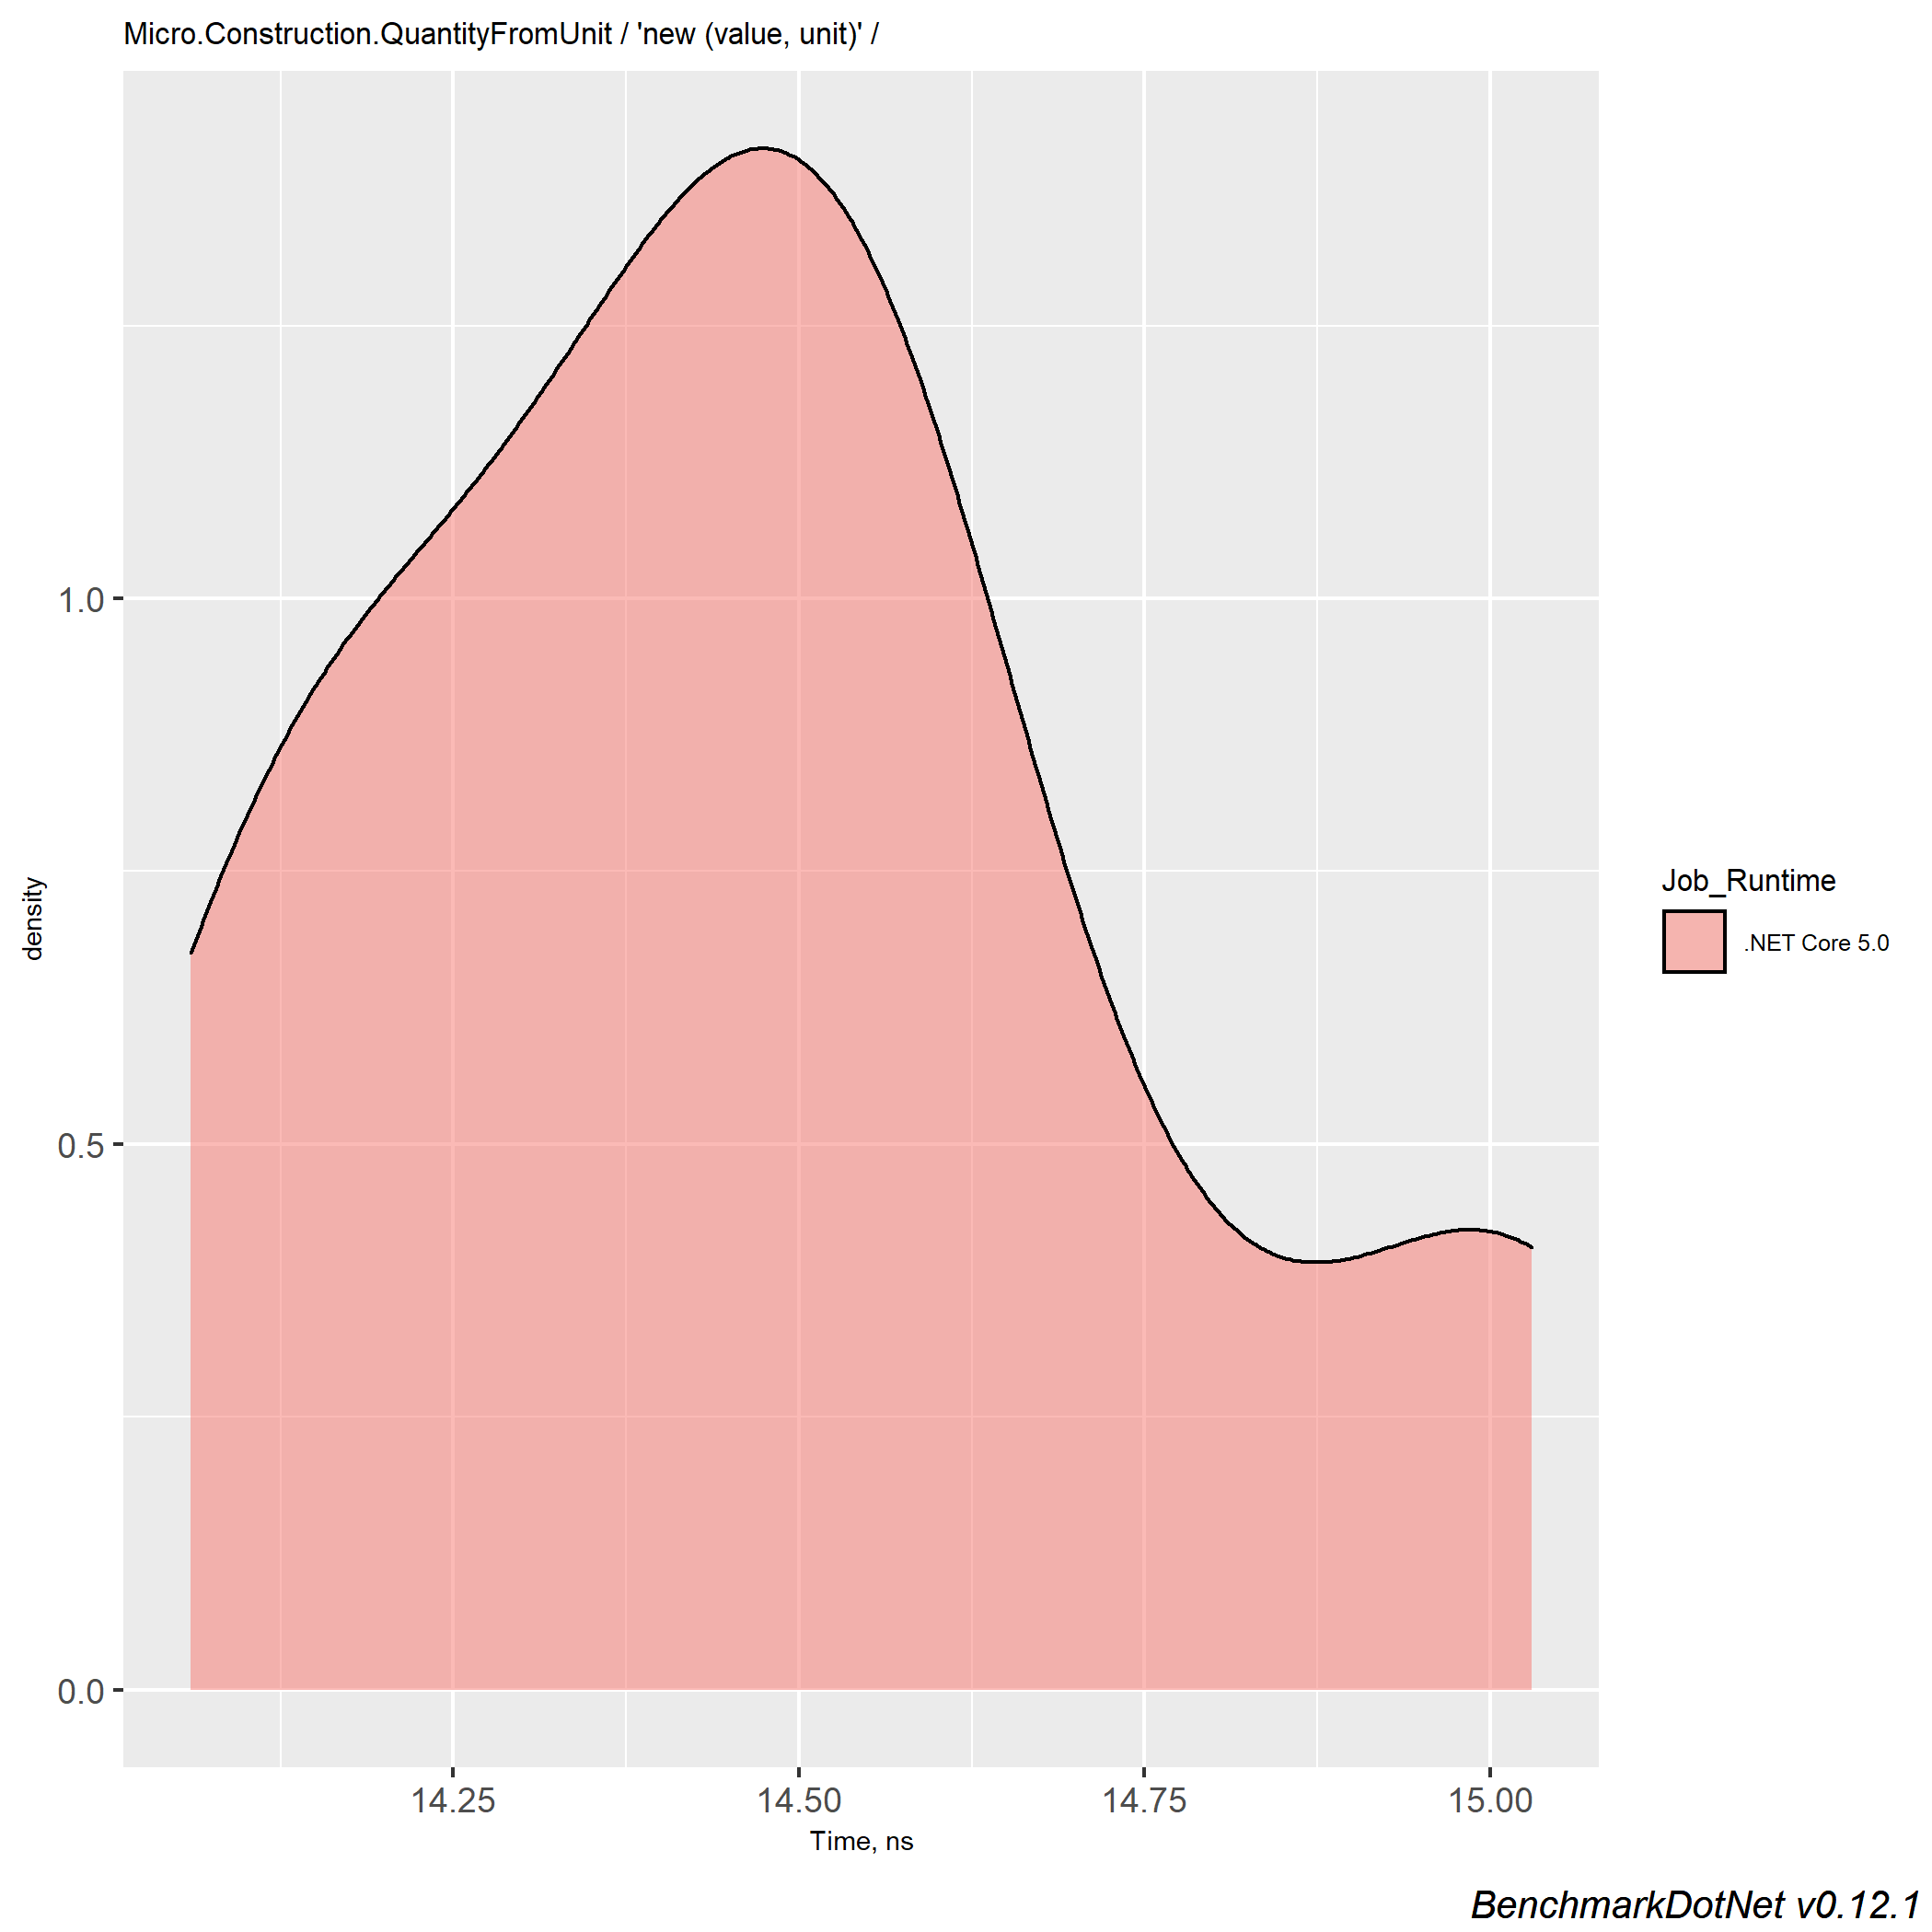 Micro.Construction.QuantityFromUnit / 'new (value, unit)' /
1.0
0.5
0.0
density
14.25 14.50 14.75 15.00
Time, ns
Job_Runtime
.NET Core 5.0
BenchmarkDotNet v0.12.1